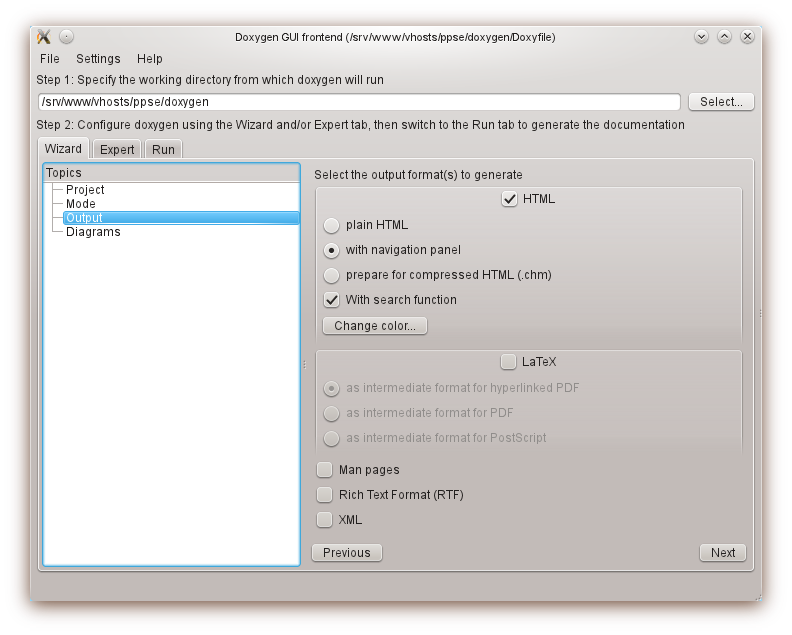 Doxygen GUI frontend (/srv/www/vhosts/ppse/doxygen/Doxyfile)
File Settings Help
Step 1: Specify the working directory from which doxygen will run
/srv/www/vhosts/ppse/doxygen
Select...
Step 2: Configure doxygen using the Wizard and/or Expert tab, then switch to the Run tab to generate the documentation
Wizard Expert Run
Topics
Project
Mode
Output
Diagrams
Select the output format(s) to generate
HTML
plain HTML
with navigation panel
prepare for compressed HTML (.chm)
With search function
Change color...
LaTeX
as intermediate format for hyperlinked PDF
as intermediate format for PDF
as intermediate format for PostScript
Man pages
Rich Text Format (RTF)
XML
Previous
Next